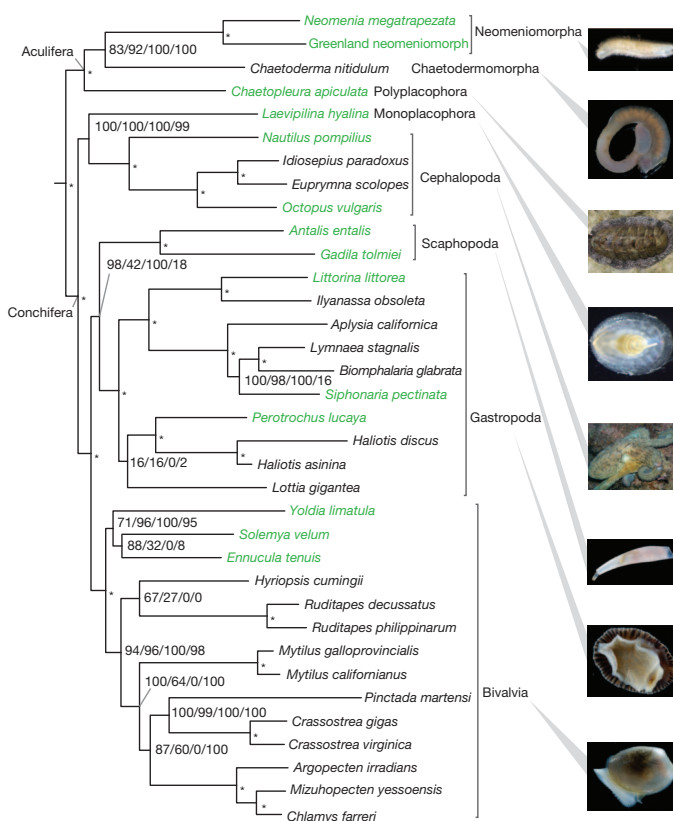 Neomenia megatrapezata
Neomeniomorpha
Greenland neomeniomorph
Aculifera
83/92/100/100
*
Chaetoderma nitidulum
Chaetodermomorpha
*
Chaetopleura apiculata Polyplacophora
Laevipilina hyalina Monoplacophora
100/100/100/99
Nautilus pompilius
*
Idiosepius paradoxus
Cephalopoda
*
Euprymna scolopes
*
Octopus vulgaris
Antalis entalis
Scaphopoda
*
Gadila tolmiei
98/42/100/18
Littorina littorea
*
Ilyanassa obsoleta
Conchifera
*
*
Aplysia californica
Lymnaea stagnalis
*
*
Biomphalaria glabrata
100/98/100/16
*
Siphonaria pectinata
Gastropoda
Perotrochus lucaya
*
Haliotis discus
16/16/0/2
*
Haliotis asinina
*
Lottia gigantea
Yoldia limatula
71/96/100/95
Solemya velum
88/32/0/8
Ennucula tenuis
Hyriopsis cumingii
*
67/27/0/0
Ruditapes decussatus
*
Ruditapes philippinarum
94/96/100/98
Mytilus galloprovincialis
*
Mytilus californianus
100/64/0/100
Pinctada martensi
Bivalvia
100/99/100/100
Crassostrea gigas
*
Crassostrea virginica
87/60/0/100
Argopecten irradians
*
Mizuhopecten yessoensis
*
Chlamys farreri